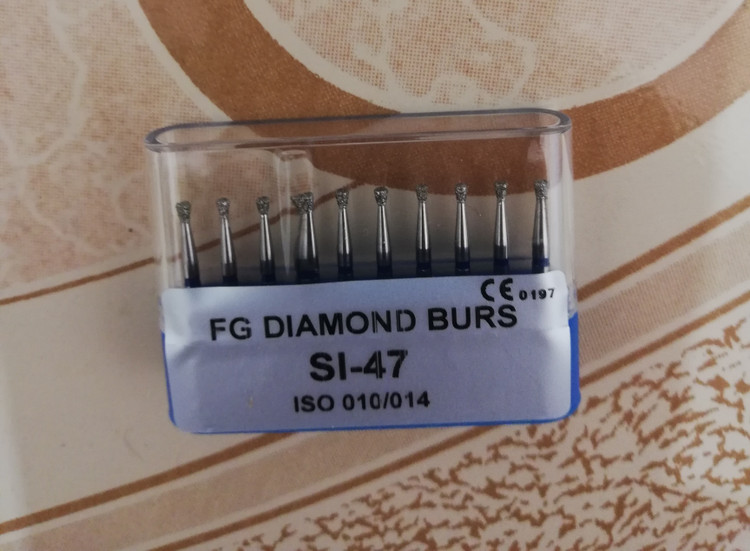 CE 0197
FG DIAMOND BURS
SI-47
ISO 010/014